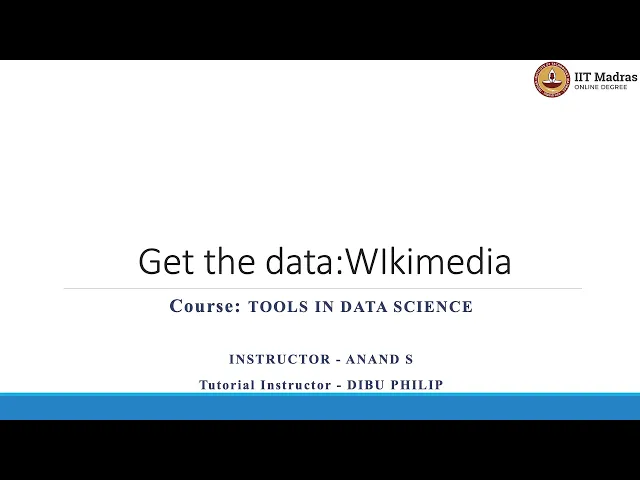 IIT Madras
ONLINE DEGREE
Get the data:WIkimedia
Course: TOOLS IN DATA SCIENCE
INSTRUCTOR - ANAND S
Tutorial Instructor - DIBU PHILIP